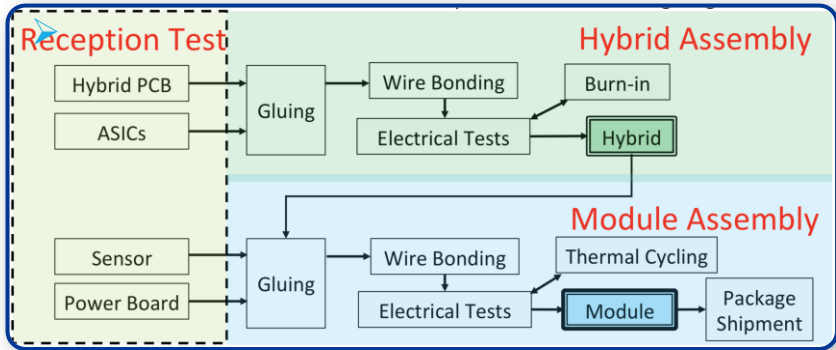 Reception Test
Hybrid Assembly
Hybrid PCB
ASICs
Gluing
Wire Bonding
Burn-in
Electrical Tests
Hybrid
Module Assembly
Sensor
Power Board
Gluing
Wire Bonding
Thermal Cycling
Electrical Tests
Module
Package
Shipment